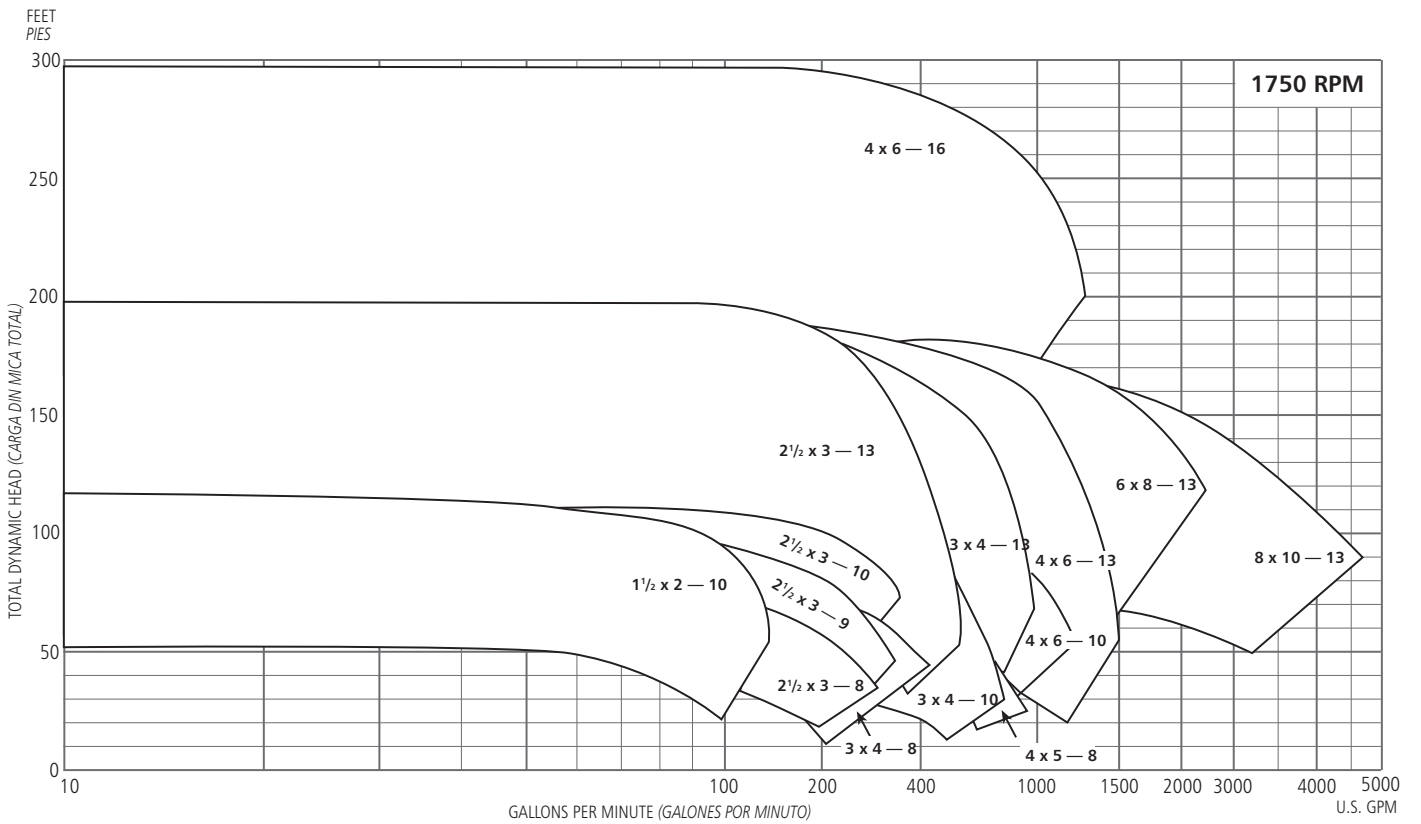 FEET
PIES
300
250
200
150
100
50
0
TOTAL DYNAMIC HEAD (CARGA DIN MICA TOTAL)
1750 RPM
4 x 6 — 16
2¹/₂ x 3 — 13
6 x 8 — 13
3 x 4 — 13
4 x 6 — 13
8 x 10 — 13
2¹/₂ x 3 — 10
1¹/₂ x 2 — 10
2¹/₂ x 3 — 9
4 x 6 — 10
2¹/₂ x 3 — 8
3 x 4 — 10
3 x 4 — 8
4 x 5 — 8
10
100
200
400
1000
1500
2000
3000
4000
5000
U.S. GPM
GALLONS PER MINUTE (GALONES POR MINUTO)